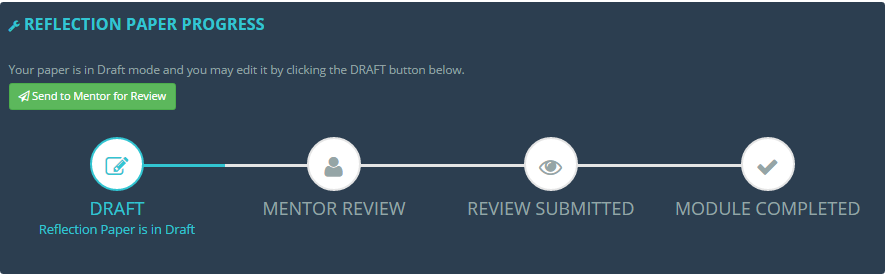 REFLECTION PAPER PROGRESS
Your paper is in Draft mode and you may edit it by clicking the DRAFT button below.
Send to Mentor for Review
DRAFT
Reflection Paper is in Draft
MENTOR REVIEW
REVIEW SUBMITTED
MODULE COMPLETED